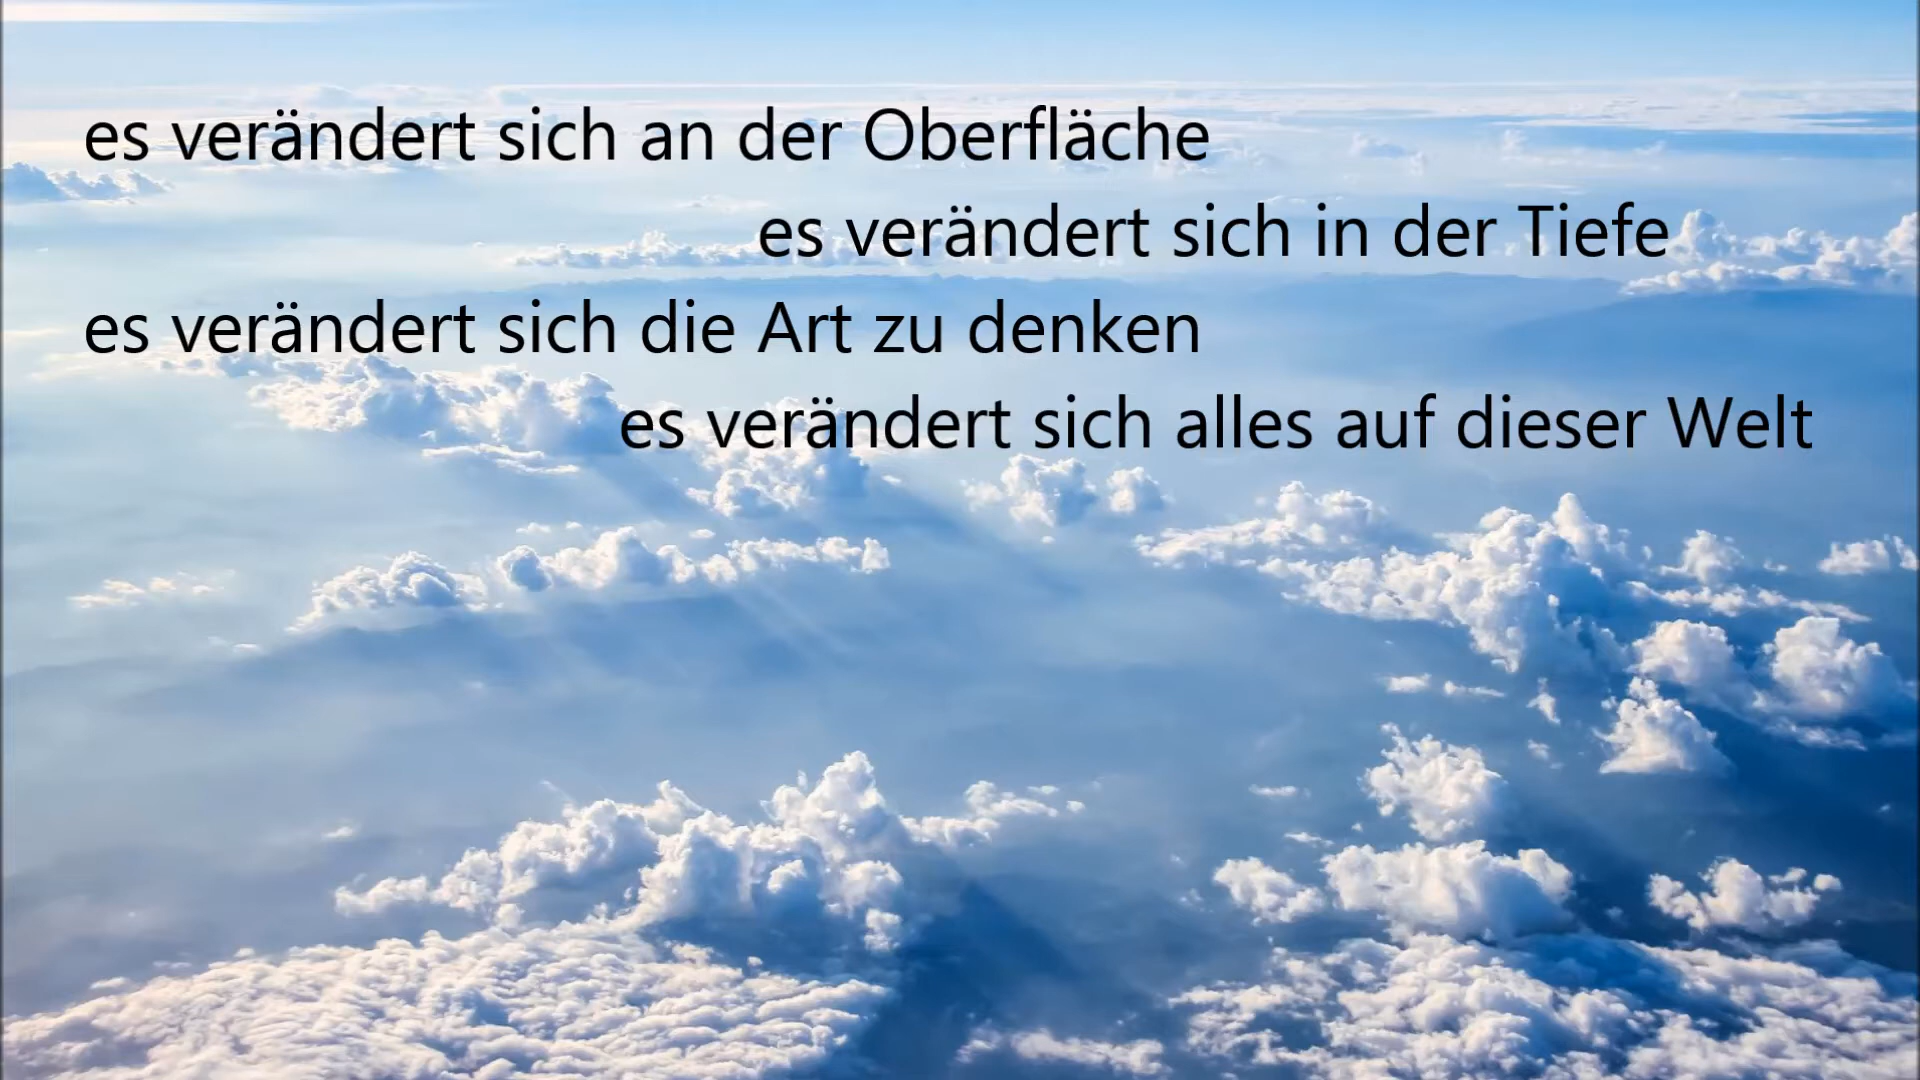 es verändert sich an der Oberfläche
es verändert sich in der Tiefe
es verändert sich die Art zu denken
es verändert sich alles auf dieser Welt